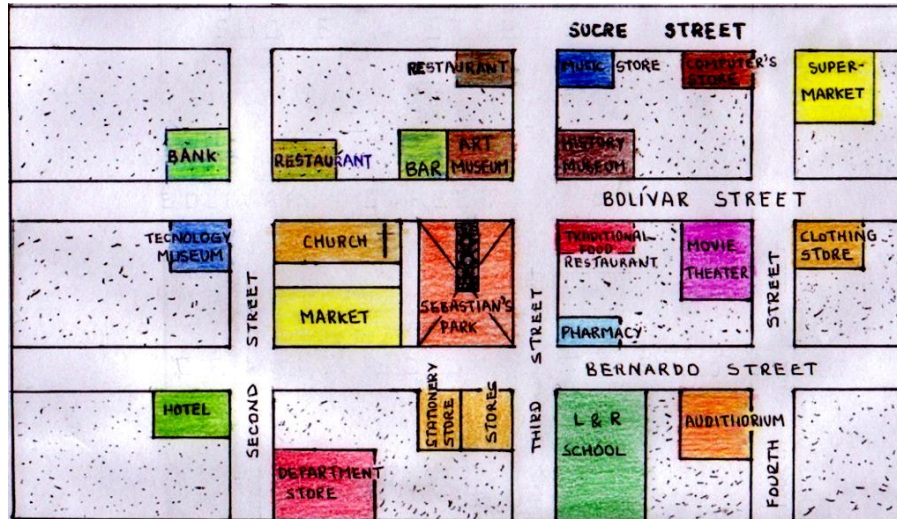 SUCRE STREET
RESTAURANT
MUSIC STORE
COMPUTER'S
STORE
SUPER-
MARKET
BANK
RESTAURANT
BAR
ART
MUSEUM
HISTORY
MUSEUM
BOLÍVAR STREET
TECNOLOGY
MUSEUM
CHURCH
TRADITIONAL
FOOD
RESTAURANT
MOVIE
THEATER
CLOTHING
STORE
MARKET
SEBASTIAN'S
PARK
PHARMACY
BERNARDO STREET
HOTEL
SECOND STREET
STATIONERY
STORE
STORES
THIRD STREET
L & R
SCHOOL
AUDITHORIUM
FOURTH STREET
DEPARTMENT
STORE